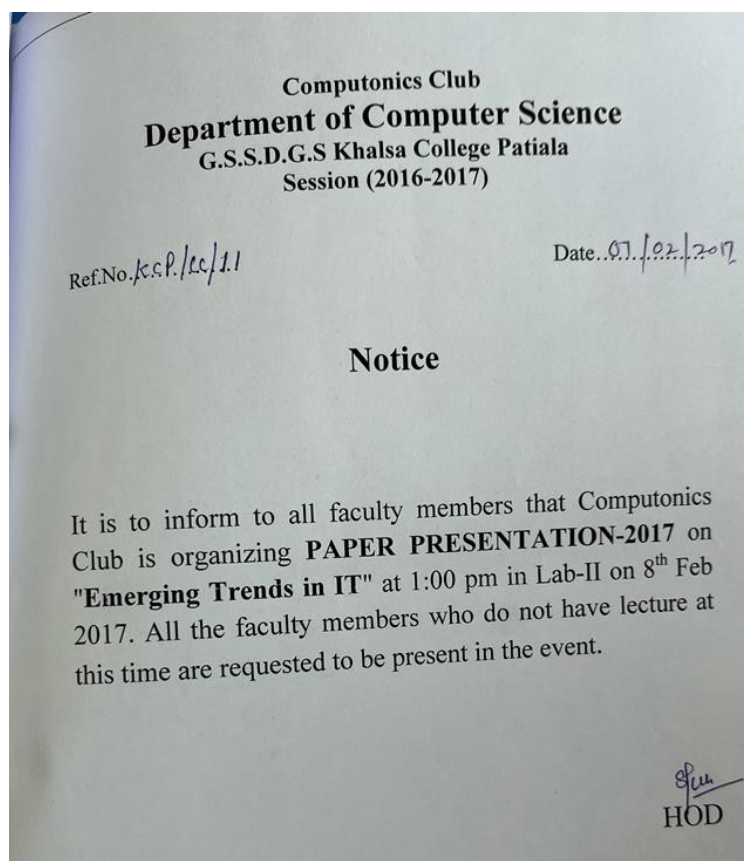 Computonics Club
Department of Computer Science
G.S.S.D.G.S Khalsa College Patiala
Session (2016-2017)
Ref.No.K.C.P./CC/11
Date..07./.02./.2017
Notice
It is to inform to all faculty members that Computonics
Club is organizing PAPER PRESENTATION-2017 on
"Emerging Trends in IT" at 1:00 pm in Lab-II on 8th Feb
2017. All the faculty members who do not have lecture at
this time are requested to be present in the event.
HOD